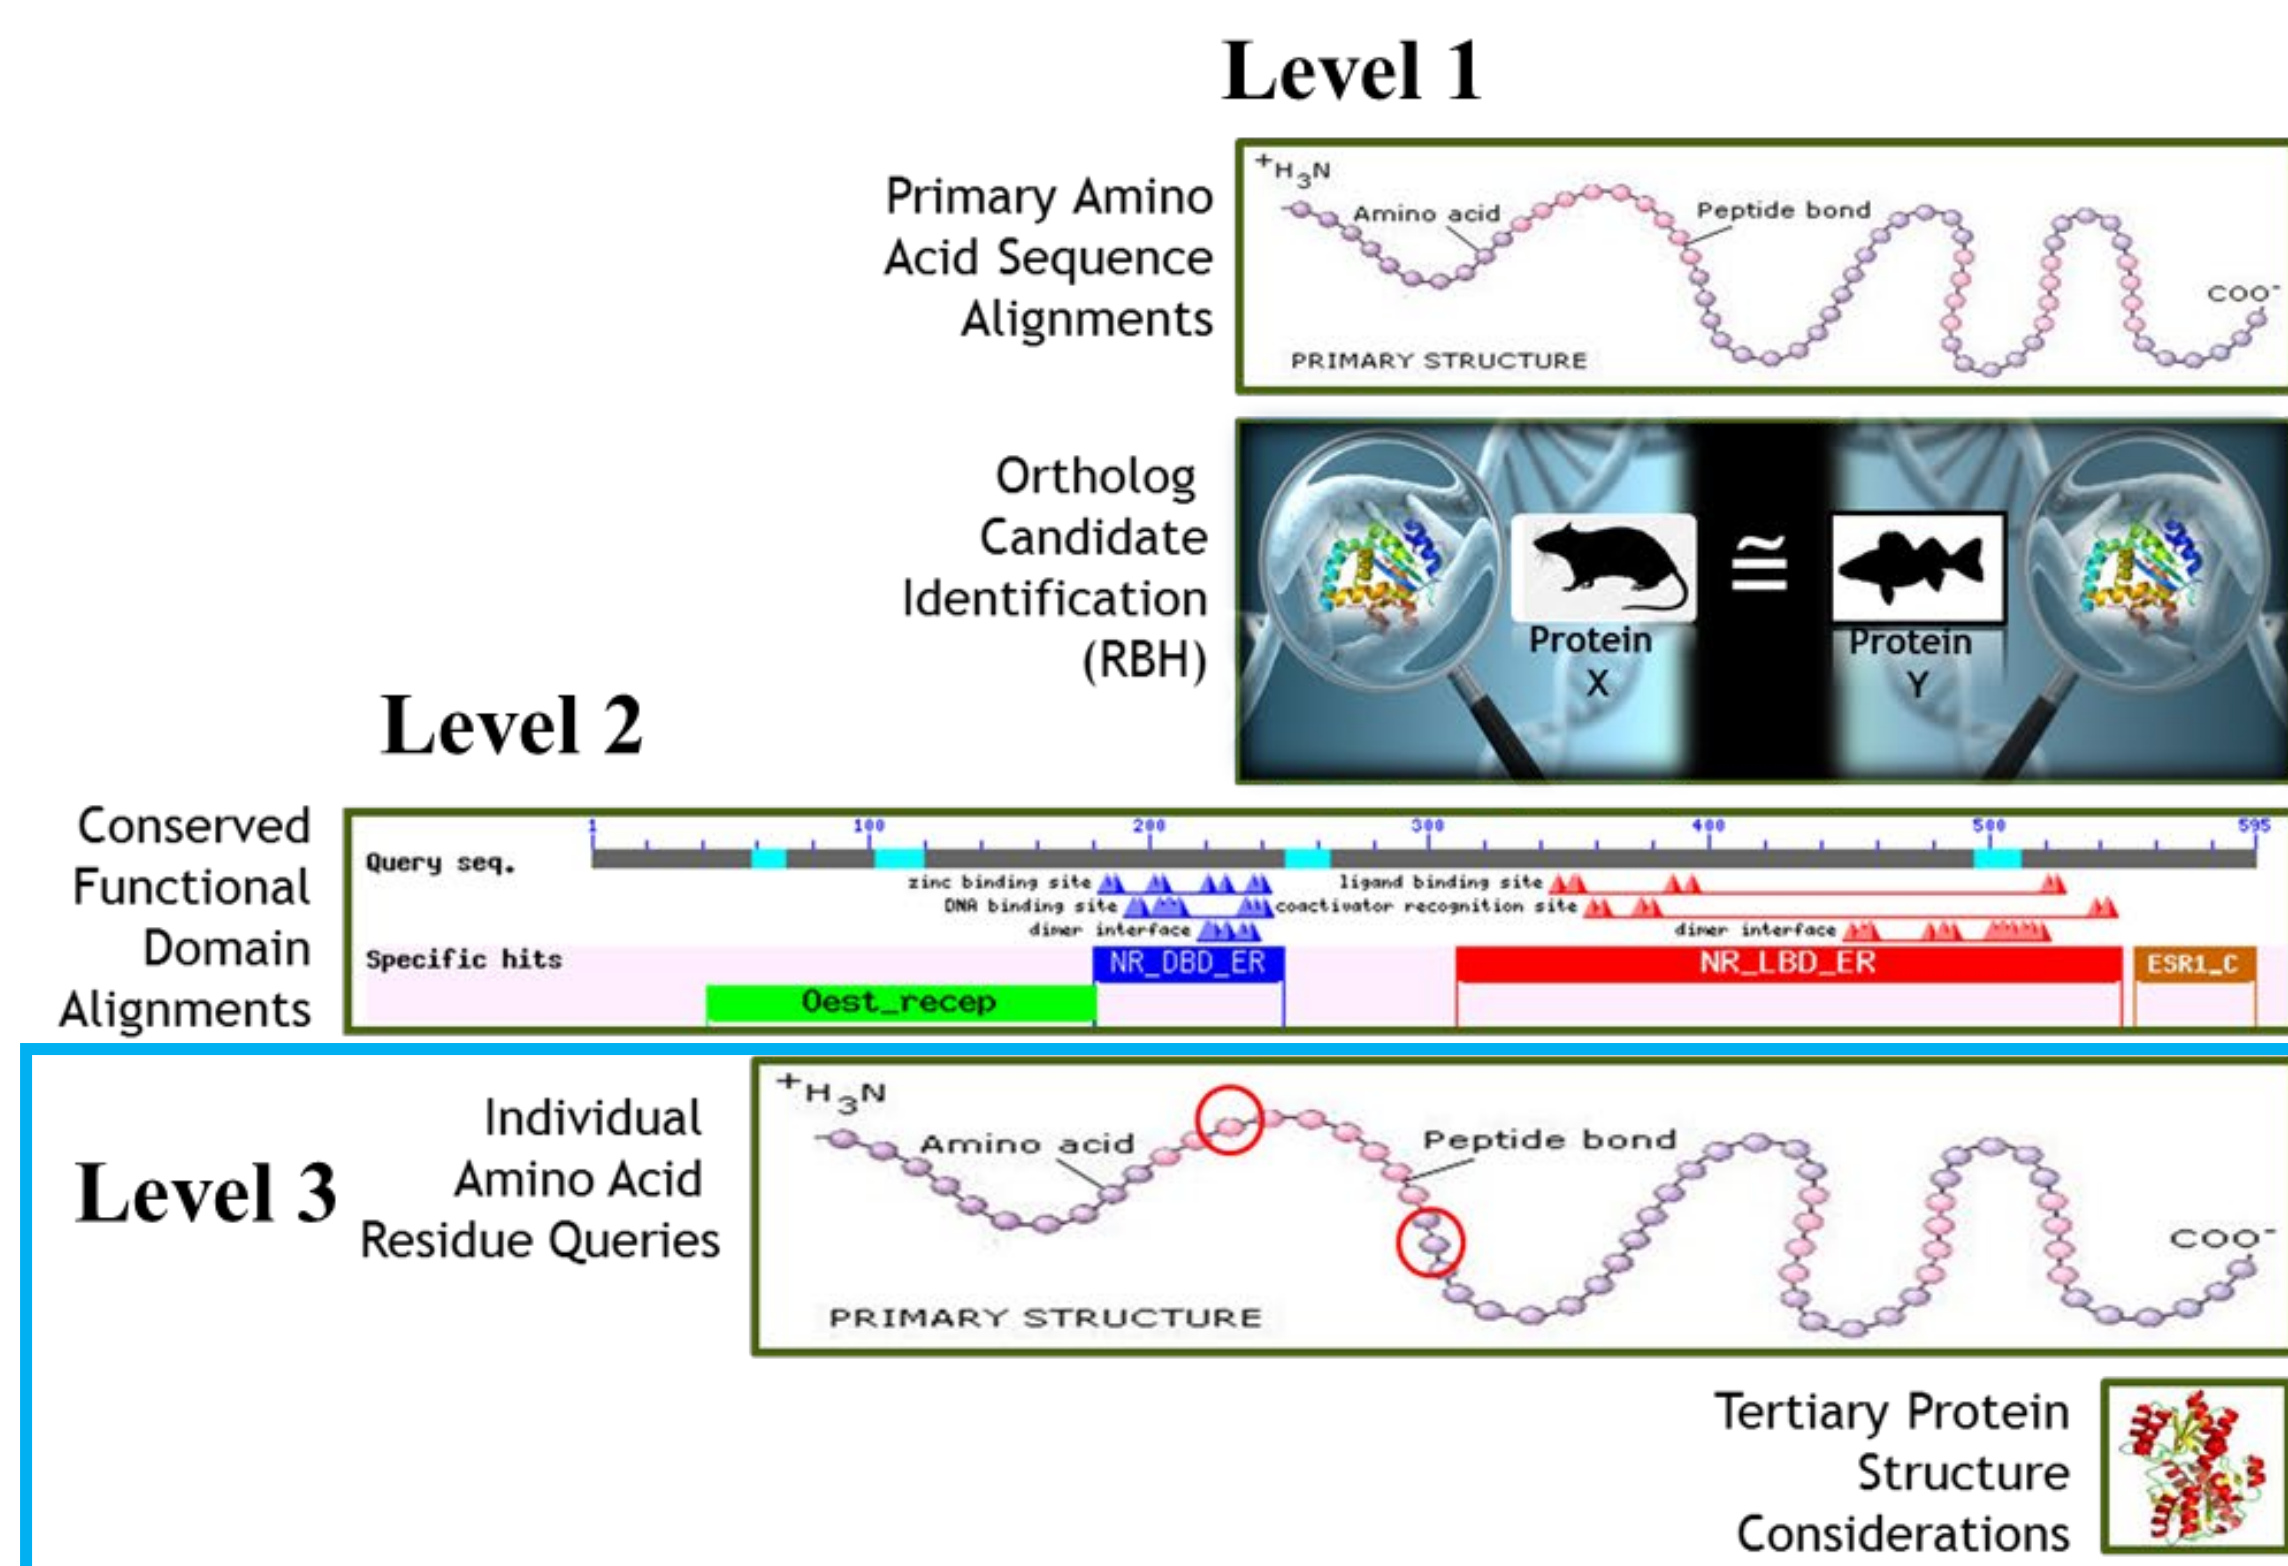 Level 1
Primary Amino
Acid Sequence
Alignments
+H3N
Amino acid
Peptide bond
COO-
PRIMARY STRUCTURE
Ortholog
Candidate
Identification
(RBH)
Protein
X
≅
Protein
Y
Level 2
Conserved
Functional
Domain
Alignments
1 100 200 300 400 500 595
Query seq.
zinc binding site
ligand binding site
DNA binding site
coactivator recognition site
dimer interface
dimer interface
Specific hits
NR_DBD_ER
NR_LBD_ER
ESR1_C
Oest_recep
Level 3
Individual
Amino Acid
Residue Queries
+H3N
Amino acid
Peptide bond
COO-
PRIMARY STRUCTURE
Tertiary Protein
Structure
Considerations